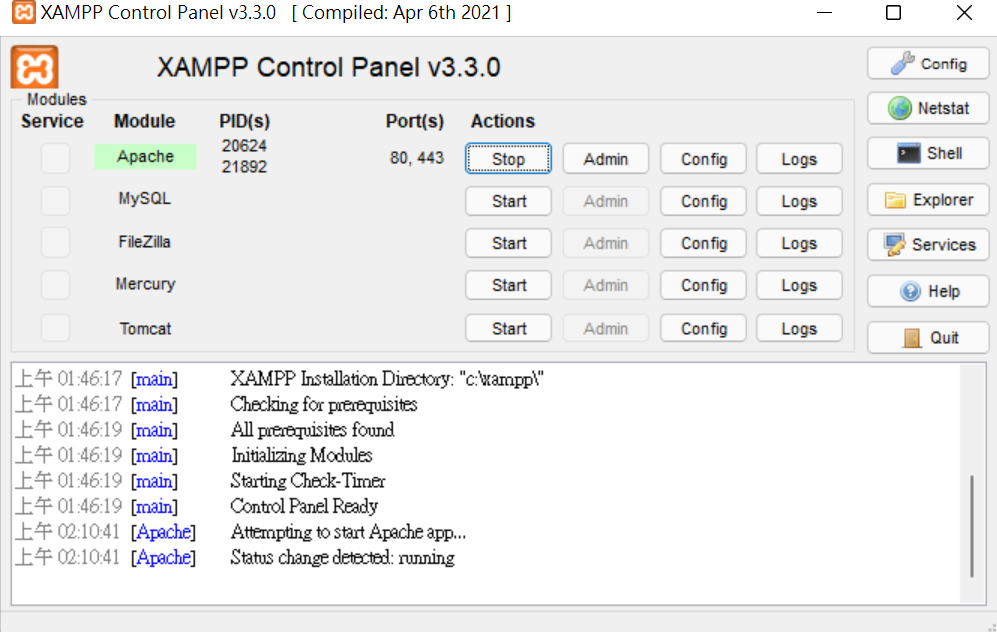 XAMPP Control Panel v3.3.0 [ Compiled: Apr 6th 2021 ]
XAMPP Control Panel v3.3.0
Config
Modules
Service Module PID(s) Port(s) Actions
Netstat
Apache 20624 21892 80, 443 Stop Admin Config Logs
Shell
MySQL Start Admin Config Logs
Explorer
FileZilla Start Admin Config Logs
Services
Mercury Start Admin Config Logs
Help
Tomcat Start Admin Config Logs
Quit
上午 01:46:17 [main] XAMPP Installation Directory: "c:\xampp\"
上午 01:46:17 [main] Checking for prerequisites
上午 01:46:19 [main] All prerequisites found
上午 01:46:19 [main] Initializing Modules
上午 01:46:19 [main] Starting Check-Timer
上午 01:46:19 [main] Control Panel Ready
上午 02:10:41 [Apache] Attempting to start Apache app...
上午 02:10:41 [Apache] Status change detected: running